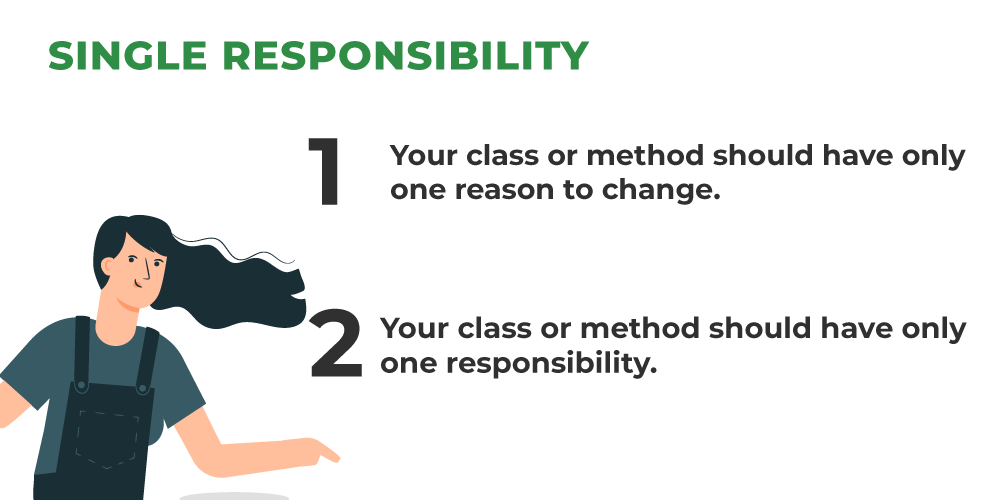 SINGLE RESPONSIBILITY
1
Your class or method should have only
one reason to change.
2
Your class or method should have only
one responsibility.